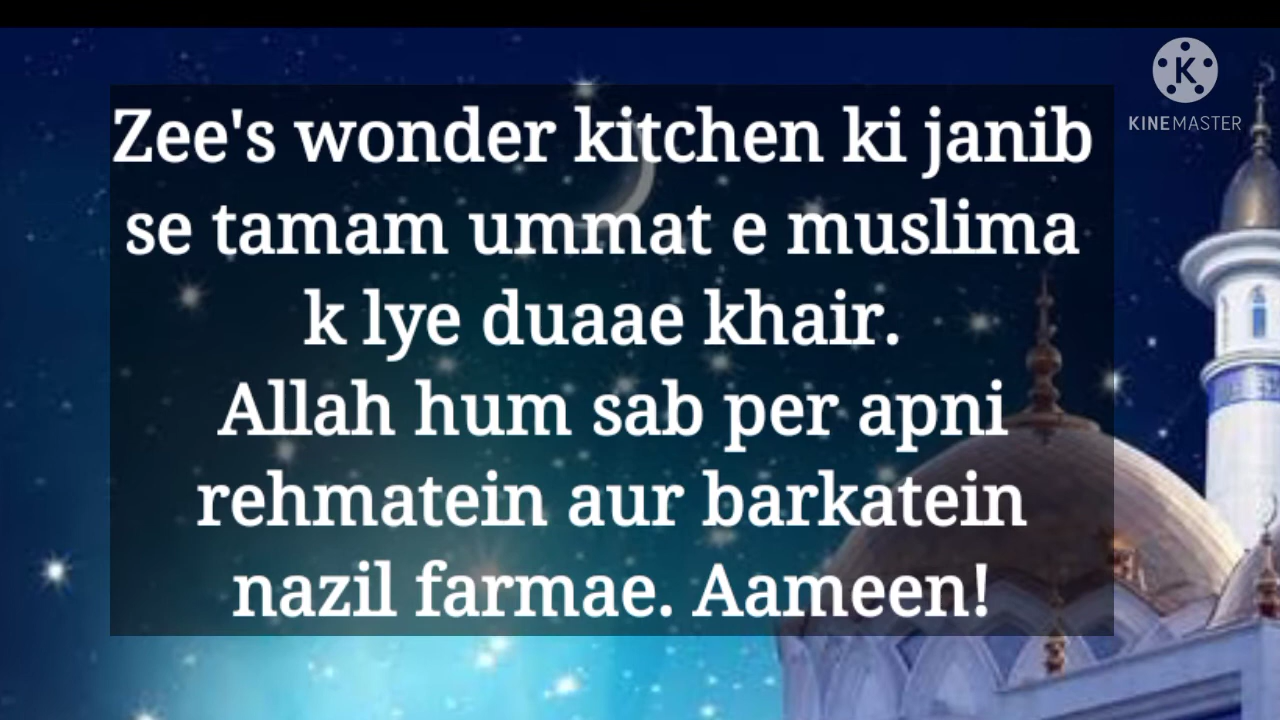 Zee's wonder kitchen ki janib
se tamam ummat e muslima
k lye duaae khair.
Allah hum sab per apni
rehmatein aur barkatein
nazil farmae. Aameen!
K
KINEMASTER